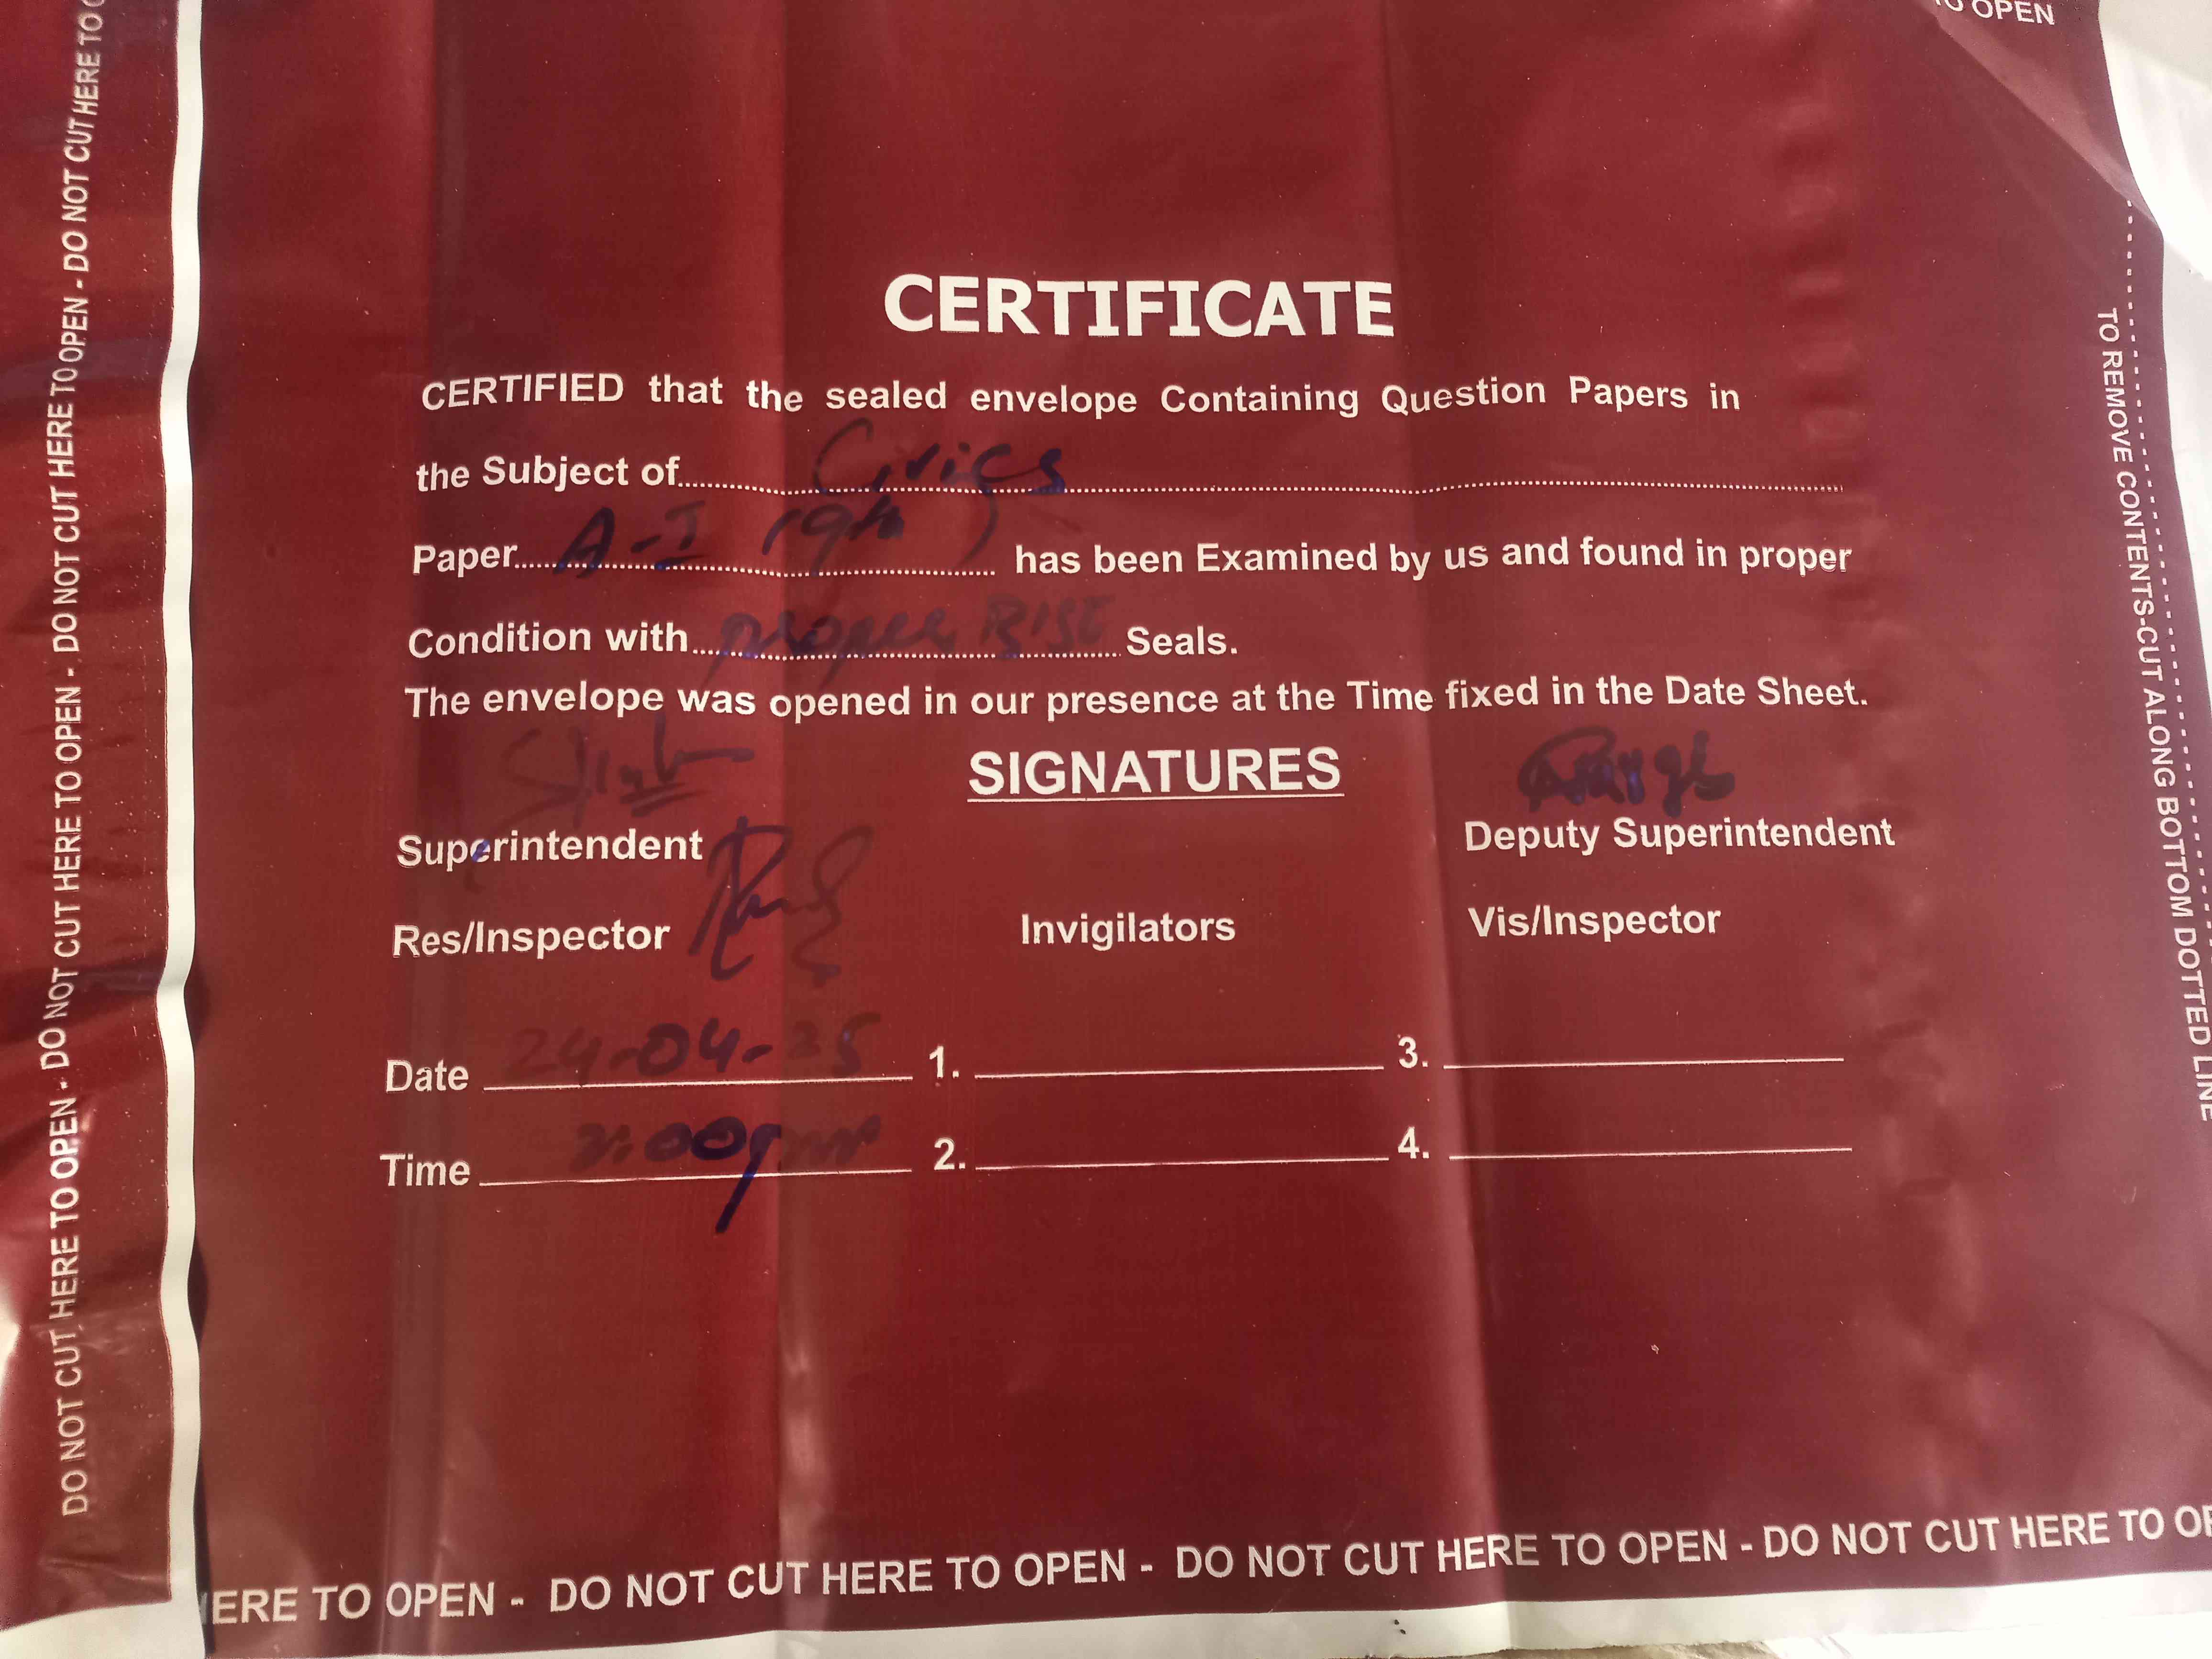 TO OPEN
DO NOT CUT HERE TO OPEN - DO NOT CUT HERE TO OPEN - DO NOT CUT HERE TO OPEN - DO NOT CUT HERE TO OPEN - DO NOT CUT HERE TO O
CERTIFICATE
CERTIFIED that the sealed envelope Containing Question Papers in
the Subject of Civics
Paper A-I (9th) has been Examined by us and found in proper
Condition with proper BISE Seals.
The envelope was opened in our presence at the Time fixed in the Date Sheet.
SIGNATURES
Superintendent Deputy Superintendent
Res/Inspector Invigilators Vis/Inspector
Date 24-04-25 1. 3.
Time 2:00pm 2. 4.
TO REMOVE CONTENTS-CUT ALONG BOTTOM DOTTED LINE
HERE TO OPEN - DO NOT CUT HERE TO OPEN - DO NOT CUT HERE TO OPEN - DO NOT CUT HERE TO OP